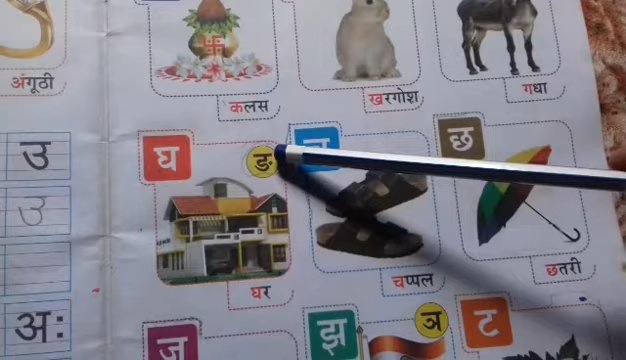 अंगूठी
कलस
खरगोश
गधा
उ
उ
घ
ङ
छ
घर
चप्पल
छतरी
अः
ज
झ
ञ
ट